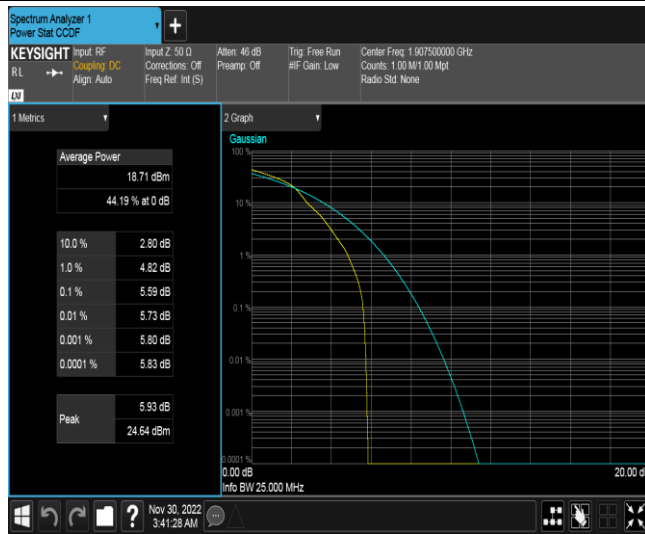 Spectrum Analyzer 1
Power Stat CCDF
+
KEYSIGHT
RL
LXI
Input: RF
Coupling: DC
Align: Auto
Input Z: 50 Ω
Corrections: Off
Freq Ref: Int (S)
Atten: 46 dB
Preamp: Off
Trig: Free Run
#IF Gain: Low
Center Freq: 1.907500000 GHz
Counts: 1.00 M/1.00 Mpt
Radio Std: None
1 Metrics
Average Power
18.71 dBm
44.19 % at 0 dB
10.0 % 2.80 dB
1.0 % 4.82 dB
0.1 % 5.59 dB
0.01 % 5.73 dB
0.001 % 5.80 dB
0.0001 % 5.83 dB
Peak
5.93 dB
24.64 dBm
2 Graph
Gaussian
100 %
10 %
1 %
0.1 %
0.01 %
0.001 %
0.0001 %
0.00 dB
20.00 d
Info BW 25.000 MHz
?
Nov 30, 2022
3:41:28 AM